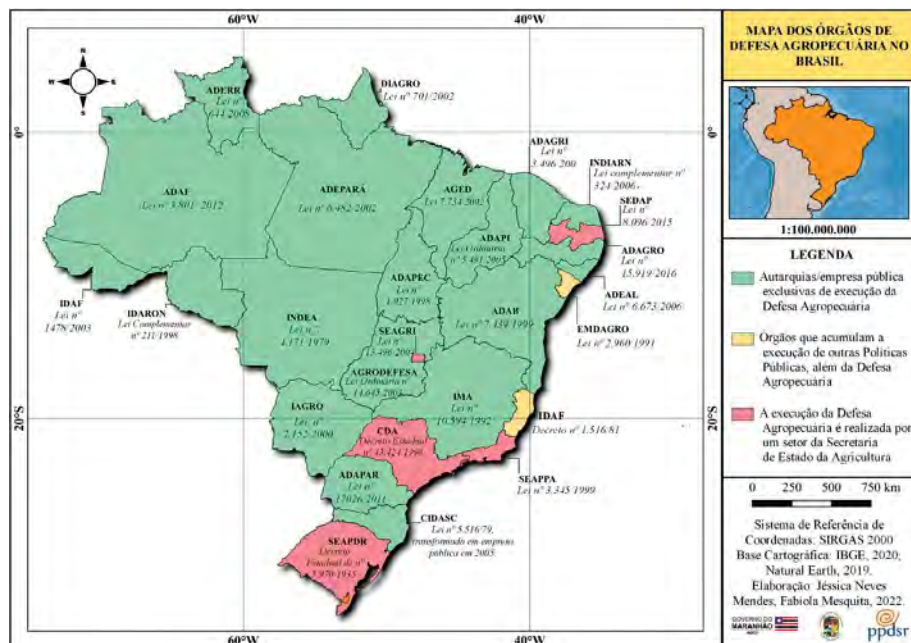 60°W
40°W
MAPA DOS ÓRGÃOS DE
DEFESA AGROPECUÁRIA NO
BRASIL
N
W
E
S
0°
20°S
ADERR
Lei nº
644/2008
DIAGRO
Lei nº 701/2002
ADAGRI
Lei nº
3.496/200
INDIARN
Lei complementar nº
324/2006
SEDAP
Lei nº
8.096/2015
ADAF
Lei nº 3.801/2012
ADEPARÁ
Lei nº 6.482/2002
AGED
Lei 7.734/2002
ADAPI
Lei Ordinária
nº 5.491/2005
ADAGRO
Lei nº
15.919/2016
ADAPEC
Lei nº
1.027/1998
ADEAL
Lei nº 6.673/2006
IDAF
Lei nº
1478/2003
IDARON
Lei Complementar
nº 211/1998
INDEA
Lei nº
4.171/1979
SEAGRI
Lei nº
ADAB
Lei nº 7.439/1999
EMDAGRO
Lei nº 2.960/1991
AGRODEFESA
Lei Ordinária nº
14.645/2003
IMA
Lei nº
10.594/1992
IAGRO
Lei nº
2.152/2000
IDAF
Decreto nº 1.516/81
CDA
Decreto Estadual
nº 43.424/1998
SEAPPA
Lei nº 3.345/1999
ADAPAR
17026/2011
CIDASC
Lei nº 5.516/79,
transformado em empresa
pública em 2005
SEAPDR
Decreto
Estadual de nº
5.970/1935
60°W
40°W
1:100.000.000
LEGENDA
Autarquias/empresa pública
exclusivas de execução da
Defesa Agropecuária
Orgãos que acumulam a
execução de outras Políticas
Públicas, além da Defesa
Agropecuária
A execução da Defesa
Agropecuária é realizada por
um setor da Secretaria
de Estado da Agricultura
0 250 500 750 km
Sistema de Referência de
Coordenadas: SIRGAS 2000
Base Cartográfica: IBGE, 2020;
Natural Earth, 2019.
Elaboração: Jéssica Neves
Mendes, Fabiola Mesquita, 2022.
GOVERNO DO
MARANHÃO
ppdsr